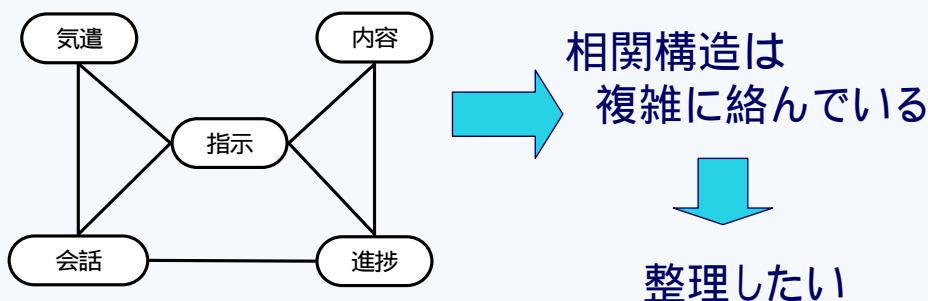 気遣
内容
指示
会話
進捗
相関構造は
複雑に絡んでいる
整理したい